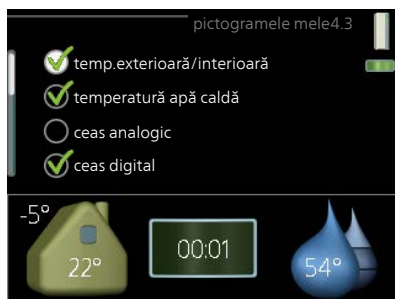 pictogramele mele4.3
temp.exterioară/interioară
temperatură apă caldă
ceas analogic
ceas digital
-5°
22°
00:01
54°